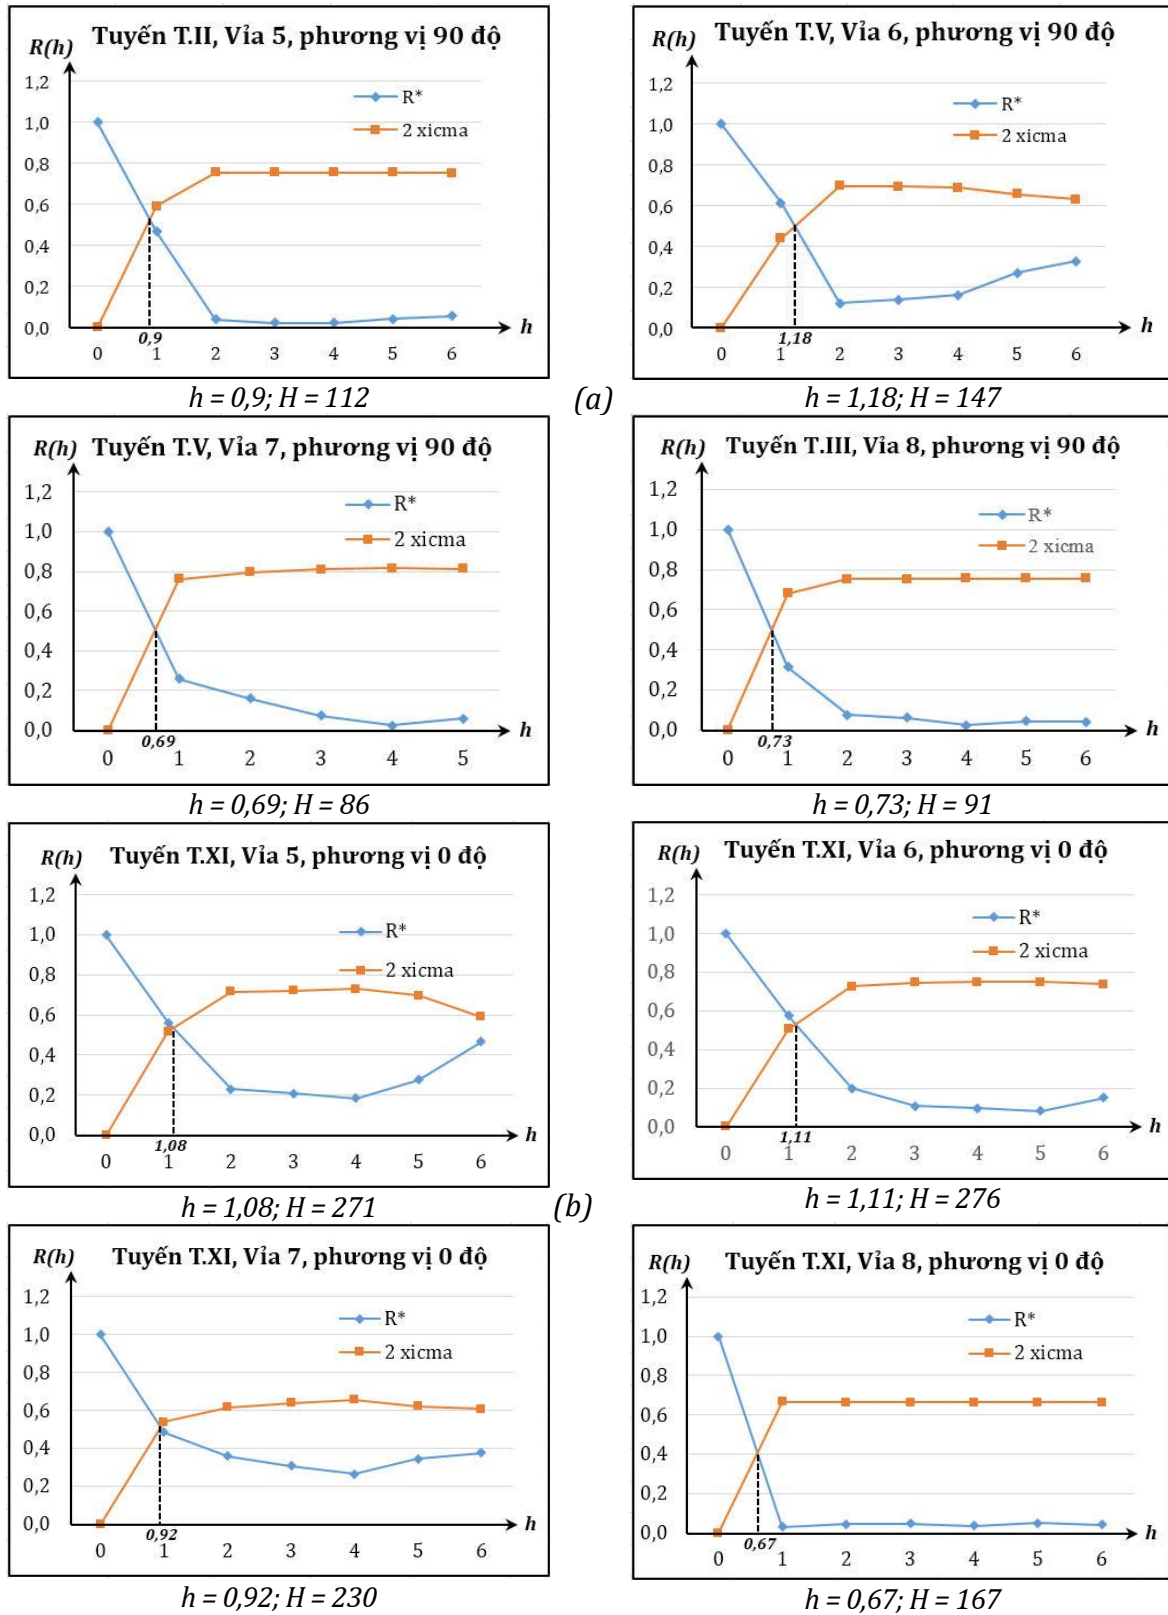 Tuyến T.II, Vỉa 5, phương vị 90 độ
R(h)
1,2
1,0
0,8
0,6
0,4
0,2
0,0
R*
2 xicma
0,9
h
0 1 2 3 4 5 6
h = 0,9; H = 112
Tuyến T.V, Vỉa 6, phương vị 90 độ
R(h)
1,2
1,0
0,8
0,6
0,4
0,2
0,0
R*
2 xicma
1,18
h
0 1 2 3 4 5 6
h = 1,18; H = 147
(a)
Tuyến T.V, Vỉa 7, phương vị 90 độ
R(h)
1,2
1,0
0,8
0,6
0,4
0,2
0,0
R*
2 xicma
0,69
h
0 1 2 3 4 5
h = 0,69; H = 86
Tuyến T.III, Vỉa 8, phương vị 90 độ
R(h)
1,2
1,0
0,8
0,6
0,4
0,2
0,0
R*
2 xicma
0,73
h
0 1 2 3 4 5 6
h = 0,73; H = 91
Tuyến T.XI, Vỉa 5, phương vị 0 độ
R(h)
1,2
1,0
0,8
0,6
0,4
0,2
0,0
R*
2 xicma
1,08
h
0 1 2 3 4 5 6
h = 1,08; H = 271
Tuyến T.XI, Vỉa 6, phương vị 0 độ
R(h)
1,2
1,0
0,8
0,6
0,4
0,2
0,0
R*
2 xicma
1,11
h
0 1 2 3 4 5 6
h = 1,11; H = 276
(b)
Tuyến T.XI, Vỉa 7, phương vị 0 độ
R(h)
1,2
1,0
0,8
0,6
0,4
0,2
0,0
R*
2 xicma
0,92
h
0 1 2 3 4 5 6
h = 0,92; H = 230
Tuyến T.XI, Vỉa 8, phương vị 0 độ
R(h)
1,2
1,0
0,8
0,6
0,4
0,2
0,0
R*
2 xicma
0,67
h
0 1 2 3 4 5 6
h = 0,67; H = 167